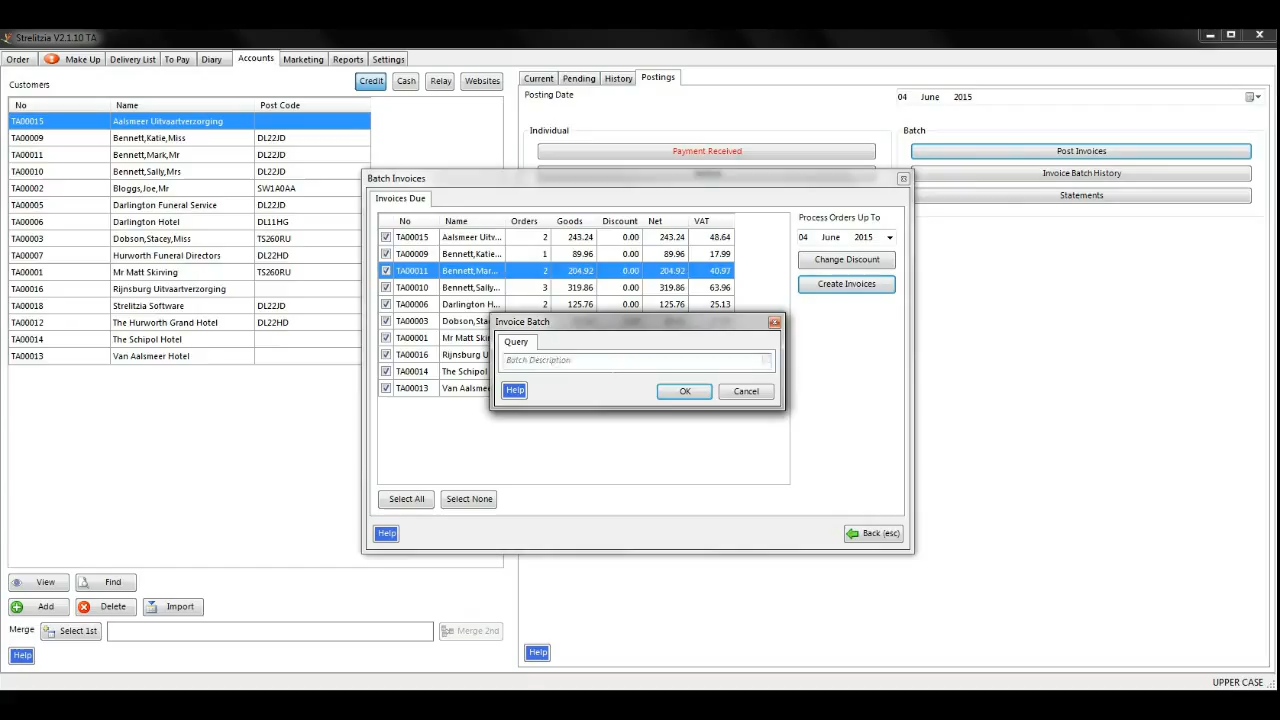 Strelitzia V2.1.10 TA
Order Make Up Delivery List To Pay Diary Accounts Marketing Reports Settings
Customers Credit Cash Relay Websites
No Name Post Code
TA00015 Aalsmeer Uitvaartverzorging
TA00009 Bennett,Katie,Miss DL22JD
TA00011 Bennett,Mark,Mr DL22JD
TA00010 Bennett,Sally,Mrs DL22JD
TA00002 Bloggs,Joe,Mr SW1A0AA
TA00005 Darlington Funeral Service DL22JD
TA00006 Darlington Hotel DL11HG
TA00003 Dobson,Stacey,Miss TS260RU
TA00007 Hurworth Funeral Directors DL22HD
TA00001 Mr Matt Skirving TS260RU
TA00016 Rijnsburg Uitvaartverzorging
TA00018 Strelitzia Software DL22JD
TA00012 The Hurworth Grand Hotel DL22HD
TA00014 The Schipol Hotel
TA00013 Van Aalsmeer Hotel
View Find
Add Delete Import
Merge Select 1st Merge 2nd
Help
Current Pending History Postings
Posting Date 04 June 2015
Individual
Payment Received
Batch
Post Invoices
Invoice Batch History
Statements
Batch Invoices
Invoices Due
No Name Orders Goods Discount Net VAT
TA00015 Aalsmeer Uitv... 2 243.24 0.00 243.24 48.64
TA00009 Bennett,Katie... 1 89.96 0.00 89.96 17.99
TA00011 Bennett,Mar... 2 204.92 0.00 204.92 40.97
TA00010 Bennett,Sally... 3 319.86 0.00 319.86 63.96
TA00006 Darlington H... 2 125.76 0.00 125.76 25.13
TA00003 Dobson,S
TA00001 Mr Matt Ski
TA00016 Rijnsburg U
TA00014 The Schipol
TA00013 Van Aalsme
Process Orders Up To
04 June 2015
Change Discount
Create Invoices
Invoice Batch
Query
Batch Description
Help OK Cancel
Select All Select None
Help Back (esc)
Help
UPPER CASE